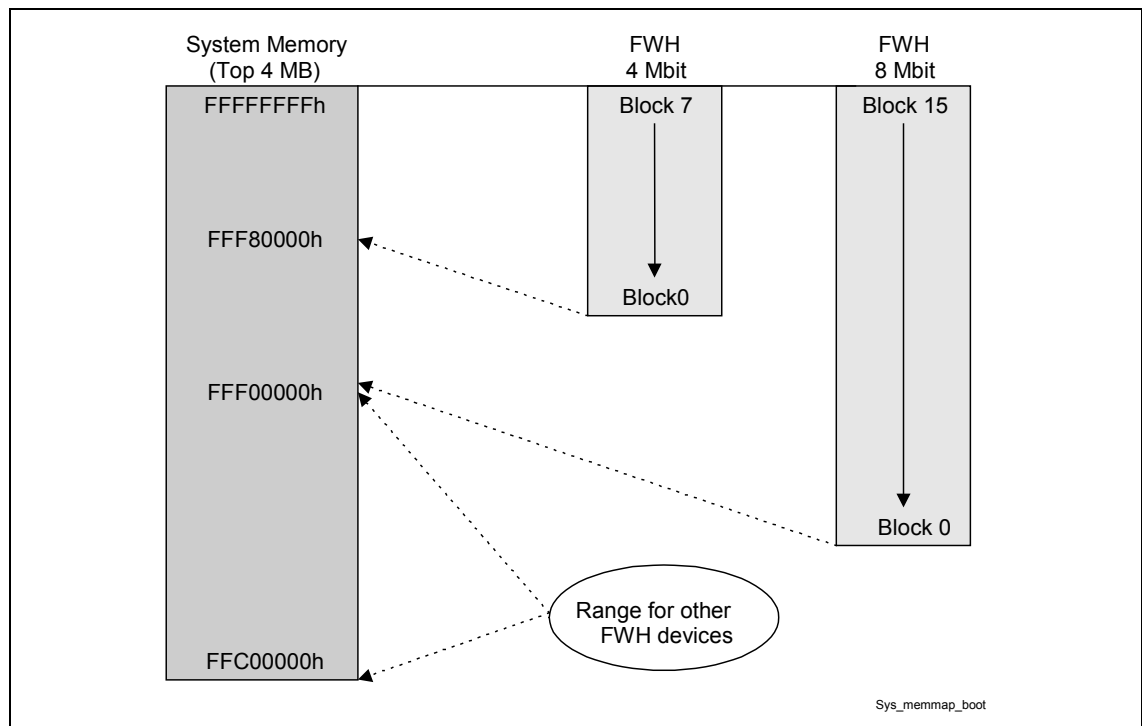 System Memory
(Top 4 MB)
FWH
4 Mbit
FWH
8 Mbit
FFFFFFFFh
Block 7
Block 15
FFF80000h
Block0
FFF00000h
Block 0
Range for other
FWH devices
FFC00000h
Sys_memmap_boot